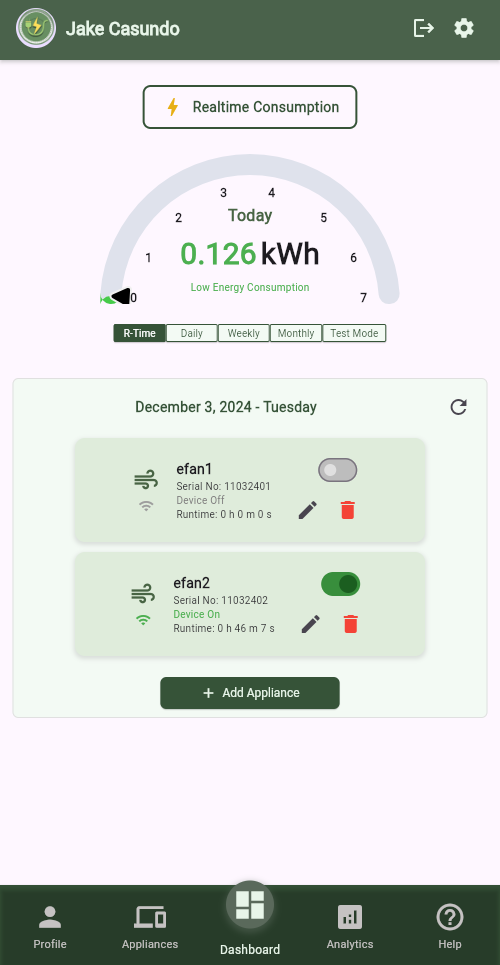 Jake Casundo
Realtime Consumption
3 4
2 Today 5
1 0.126 kWh 6
Low Energy Consumption
0 7
R-Time Daily Weekly Monthly Test Mode
December 3, 2024 - Tuesday
efan1
Serial No: 11032401
Device Off
Runtime: 0 h 0 m 0 s
efan2
Serial No: 11032402
Device On
Runtime: 0 h 46 m 7 s
+ Add Appliance
Profile Appliances Dashboard Analytics Help